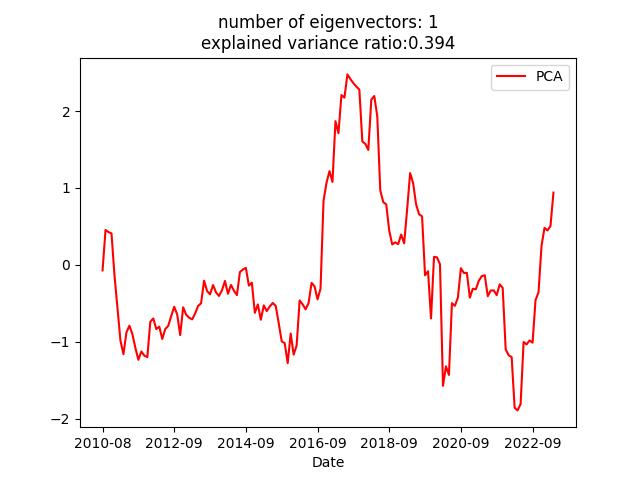 number of eigenvectors: 1
explained variance ratio:0.394
PCA
2
1
0
−1
−2
2010-08 2012-09 2014-09 2016-09 2018-09 2020-09 2022-09
Date